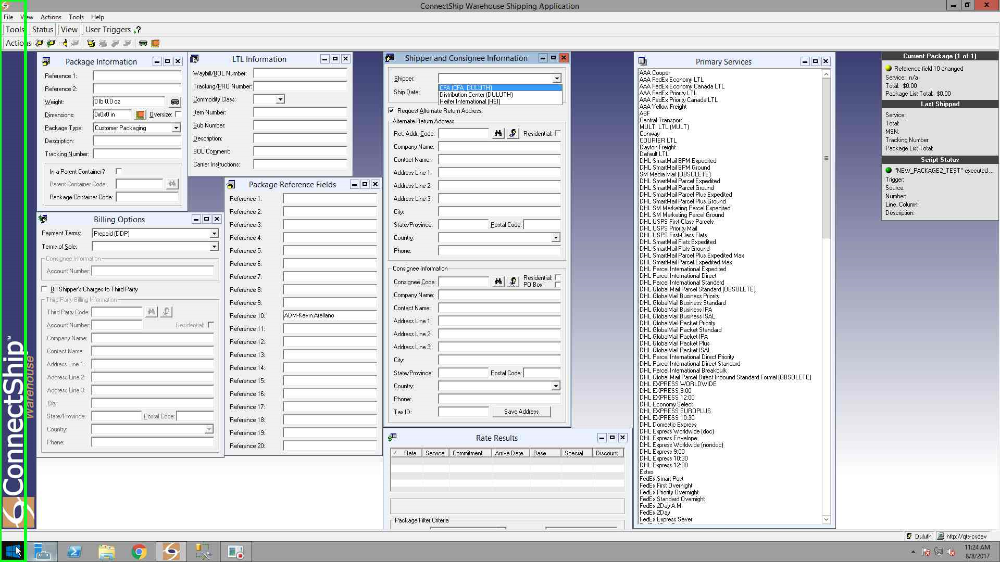 ConnectShip Warehouse Shipping Application
File View Actions Tools Help
Tools Status View User Triggers
Actions
Package Information
Reference 1:
Reference 2:
Weight: 0 lb 0.0 oz
Dimensions: 0x0x0 in Oversize:
Package Type: Customer Packaging
Description:
Tracking Number:
In a Parent Container?
Parent Container Code:
Package Container Code:
LTL Information
Waybill/BOL Number:
Tracking/PRO Number:
Commodity Class:
Item Number:
Sub Number:
Description:
BOL Comment:
Carrier Instructions:
Billing Options
Payment Terms: Prepaid (DDP)
Terms of Sale:
Consignee Information
Account Number:
Bill Shipper's Charges to Third Party
Third Party Billing Information
Third Party Code:
Account Number: Residential:
Company Name:
Contact Name:
Address Line 1:
Address Line 2:
Address Line 3:
City:
State/Province: Postal Code:
Country:
Phone:
Package Reference Fields
Reference 1:
Reference 2:
Reference 3:
Reference 4:
Reference 5:
Reference 6:
Reference 7:
Reference 8:
Reference 9:
Reference 10: ADM-Kevin.Arellano
Reference 11:
Reference 12:
Reference 13:
Reference 14:
Reference 15:
Reference 16:
Reference 17:
Reference 18:
Reference 19:
Reference 20:
Shipper and Consignee Information
Shipper:
CFA (CFA_DULUTH)
Ship Date: Distribution Center (DULUTH)
Heifer International (HEI)
Request Alternate Return Address:
Alternate Return Address
Ret. Addr. Code: Residential:
Company Name:
Contact Name:
Address Line 1:
Address Line 2:
Address Line 3:
City:
State/Province: Postal Code:
Country:
Phone:
Consignee Information
Consignee Code: Residential:
PO Box:
Company Name:
Contact Name:
Address Line 1:
Address Line 2:
Address Line 3:
City:
State/Province: Postal Code:
Country:
Phone:
Tax ID: Save Address
Rate Results
/ Rate Service Commitment Arrive Date Base Special Discount
Package Filter Criteria
Primary Services
AAA Cooper
AAA FedEx Economy LTL
AAA FedEx Economy Canada LTL
AAA FedEx Priority LTL
AAA FedEx Priority Canada LTL
AAA Yellow Freight
ABF
Central Transport
MULTI LTL (MULT)
Conway
COURIER LTL
Dayton Freight
Default LTL
DHL SmartMail BPM Expedited
DHL SmartMail BPM Ground
SM Media Mail (OBSOLETE)
DHL SmartMail Parcel Expedited
DHL SmartMail Parcel Ground
DHL SmartMail Parcel Plus Expedited
DHL SmartMail Parcel Plus Ground
DHL SM Marketing Parcel Expedited
DHL SM Marketing Parcel Ground
DHL USPS First-Class Parcels
DHL USPS Priority Mail
DHL USPS First-Class Flats
DHL SmartMail Flats Expedited
DHL SmartMail Flats Ground
DHL SmartMail Parcel Plus Expedited Max
DHL SmartMail Parcel Expedited Max
DHL Parcel International Expedited
DHL Parcel International Direct
DHL Parcel International Standard
DHL Global Mail Parcel Standard (OBSOLETE)
DHL GlobalMail Business Priority
DHL GlobalMail Business Standard
DHL GlobalMail Business IPA
DHL GlobalMail Business ISAL
DHL GlobalMail Packet Priority
DHL GlobalMail Packet Standard
DHL GlobalMail Packet IPA
DHL GlobalMail Packet Plus
DHL GlobalMail Packet ISAL
DHL Parcel International Direct Priority
DHL Parcel International Direct Standard
DHL Parcel International Breakbulk
DHL Global Mail Parcel Direct Inbound Standard Formal (OBSOLETE)
DHL EXPRESS WORLDWIDE
DHL EXPRESS 9:00
DHL EXPRESS 12:00
DHL Economy Select
DHL EXPRESS EUROPLUS
DHL EXPRESS 10:30
DHL Domestic Express
DHL Express Worldwide (doc)
DHL Express Envelope
DHL Express Worldwide (nondoc)
DHL Express 9:00
DHL Express 10:30
DHL Express 12:00
Estes
FedEx Smart Post
FedEx First Overnight
FedEx Priority Overnight
FedEx Standard Overnight
FedEx 2Day A.M.
FedEx 2Day
FedEx Express Saver
Current Package (1 of 1)
Reference field 10 changed
Service: n/a
Total: $0.00
Package List Total: $0.00
Last Shipped
Service:
Total:
MSN:
Tracking Number:
Package List Total:
Script Status
"NEW_PACKAGE2_TEST" executed ...
Trigger:
Source:
Number:
Line, Column:
Description:
ConnectShip™
Warehouse
Duluth http://qts-csdev
11:24 AM
8/8/2017